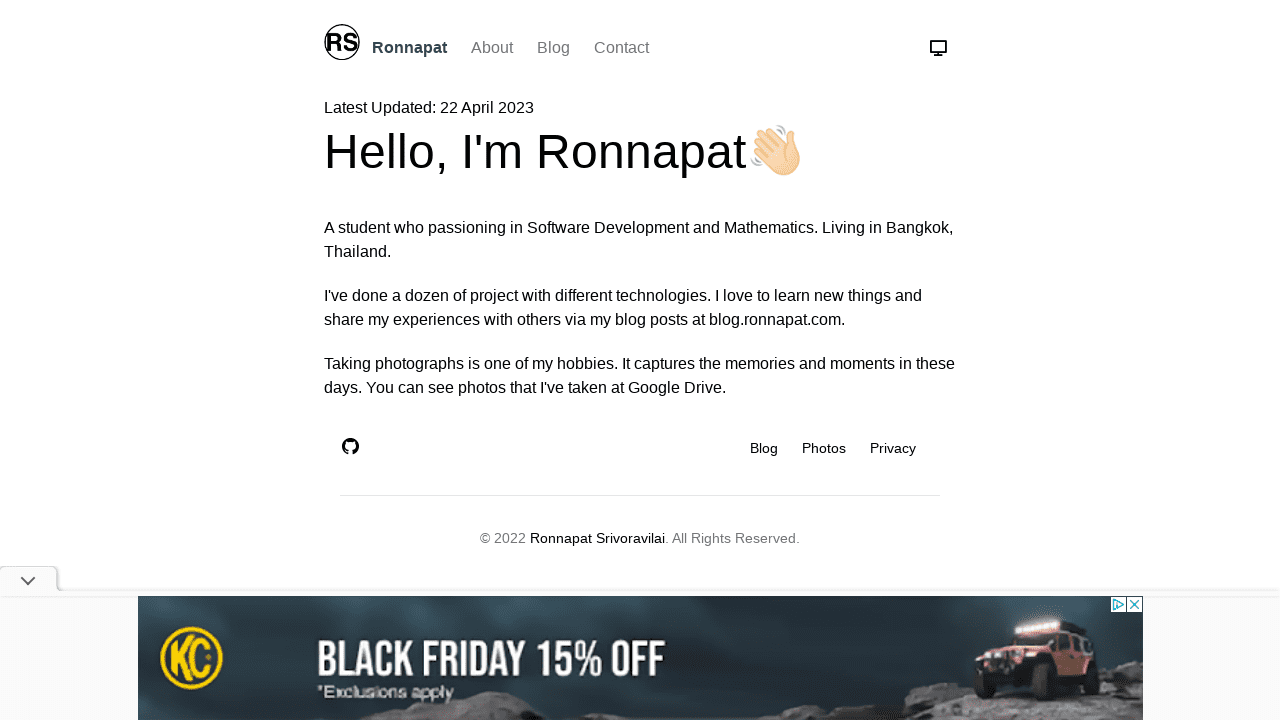 RS Ronnapat About Blog Contact
Latest Updated: 22 April 2023
Hello, I'm Ronnapat👋🏻
A student who passioning in Software Development and Mathematics. Living in Bangkok,
Thailand.
I've done a dozen of project with different technologies. I love to learn new things and
share my experiences with others via my blog posts at blog.ronnapat.com.
Taking photographs is one of my hobbies. It captures the memories and moments in these
days. You can see photos that I've taken at Google Drive.
Blog Photos Privacy
© 2022 Ronnapat Srivoravilai. All Rights Reserved.
KC BLACK FRIDAY 15% OFF
*Exclusions apply